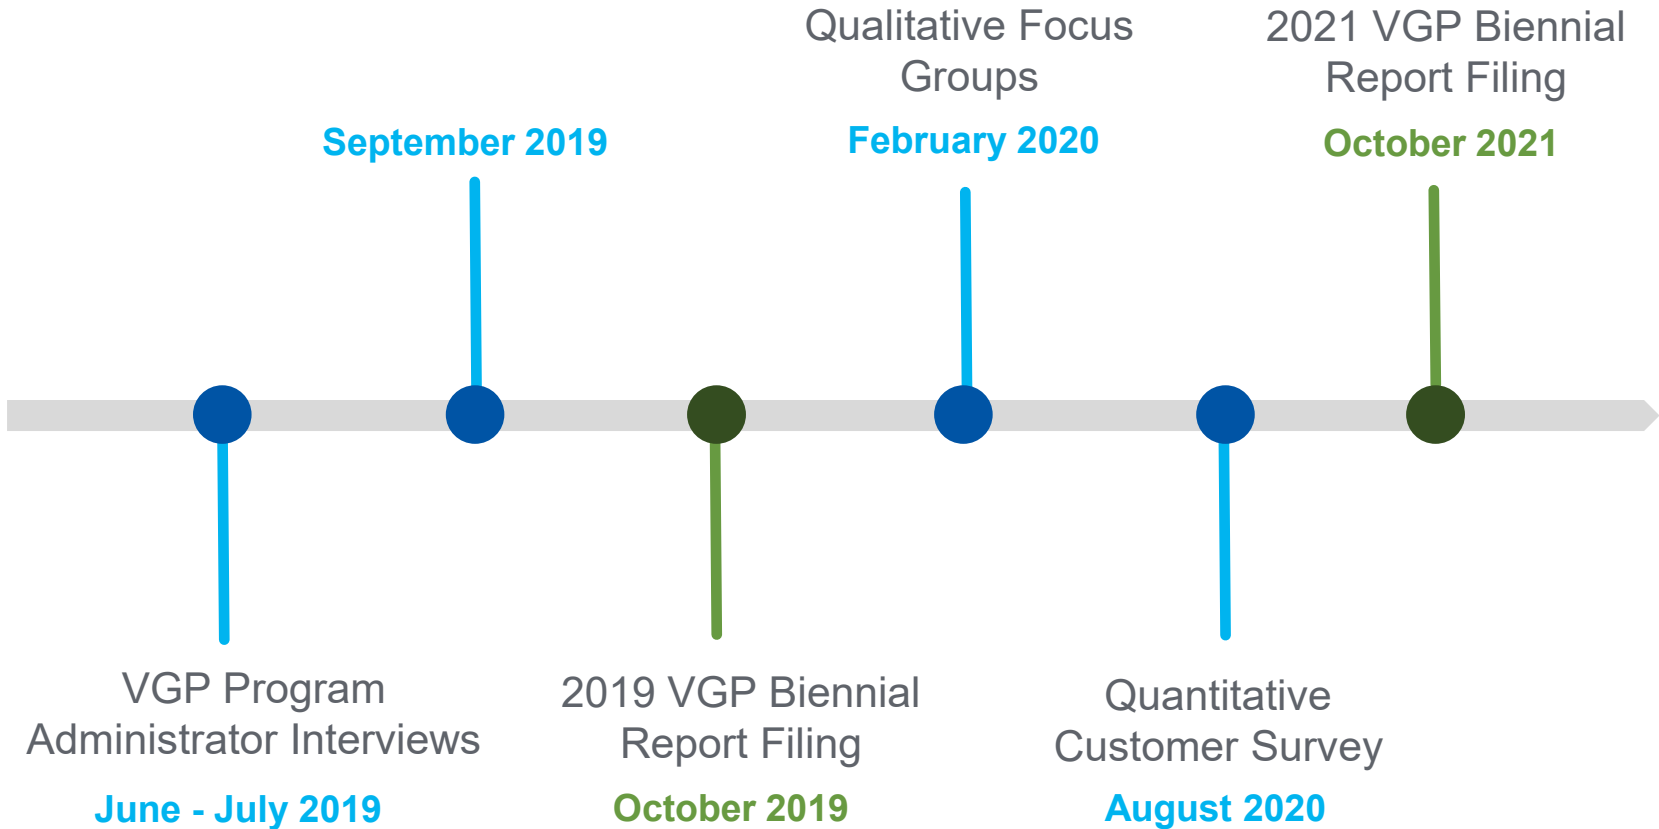 Qualitative Focus
Groups
February 2020
2021 VGP Biennial
Report Filing
October 2021
September 2019
VGP Program
Administrator Interviews
June - July 2019
2019 VGP Biennial
Report Filing
October 2019
Quantitative
Customer Survey
August 2020